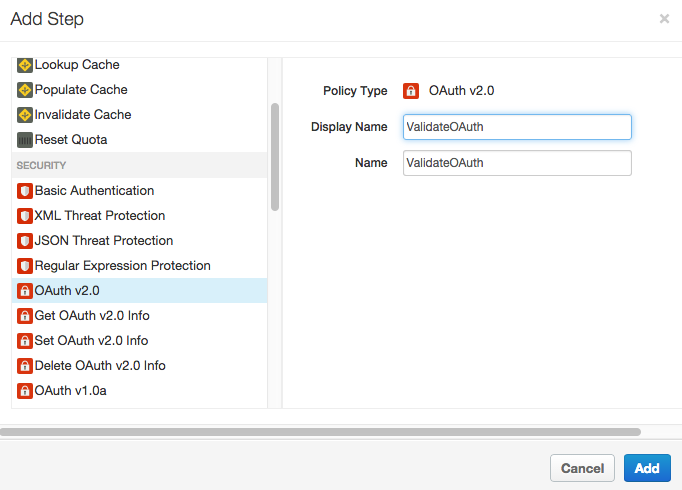 Add Step
×
Lookup Cache
Populate Cache
Invalidate Cache
Reset Quota
SECURITY
Basic Authentication
XML Threat Protection
JSON Threat Protection
Regular Expression Protection
OAuth v2.0
Get OAuth v2.0 Info
Set OAuth v2.0 Info
Delete OAuth v2.0 Info
OAuth v1.0a
Policy Type OAuth v2.0
Display Name ValidateOAuth
Name ValidateOAuth
Cancel Add